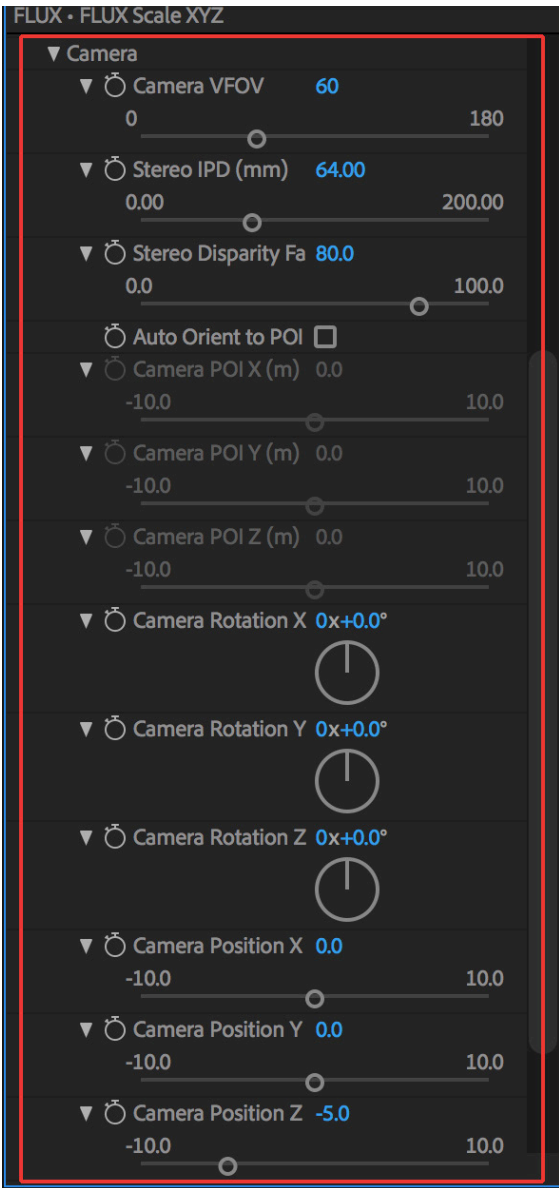 FLUX • FLUX Scale XYZ
Camera
Camera VFOV 60
0 180
Stereo IPD (mm) 64.00
0.00 200.00
Stereo Disparity Fa 80.0
0.0 100.0
Auto Orient to POI
Camera POI X (m) 0.0
-10.0 10.0
Camera POI Y (m) 0.0
-10.0 10.0
Camera POI Z (m) 0.0
-10.0 10.0
Camera Rotation X 0x+0.0°
Camera Rotation Y 0x+0.0°
Camera Rotation Z 0x+0.0°
Camera Position X 0.0
-10.0 10.0
Camera Position Y 0.0
-10.0 10.0
Camera Position Z -5.0
-10.0 10.0